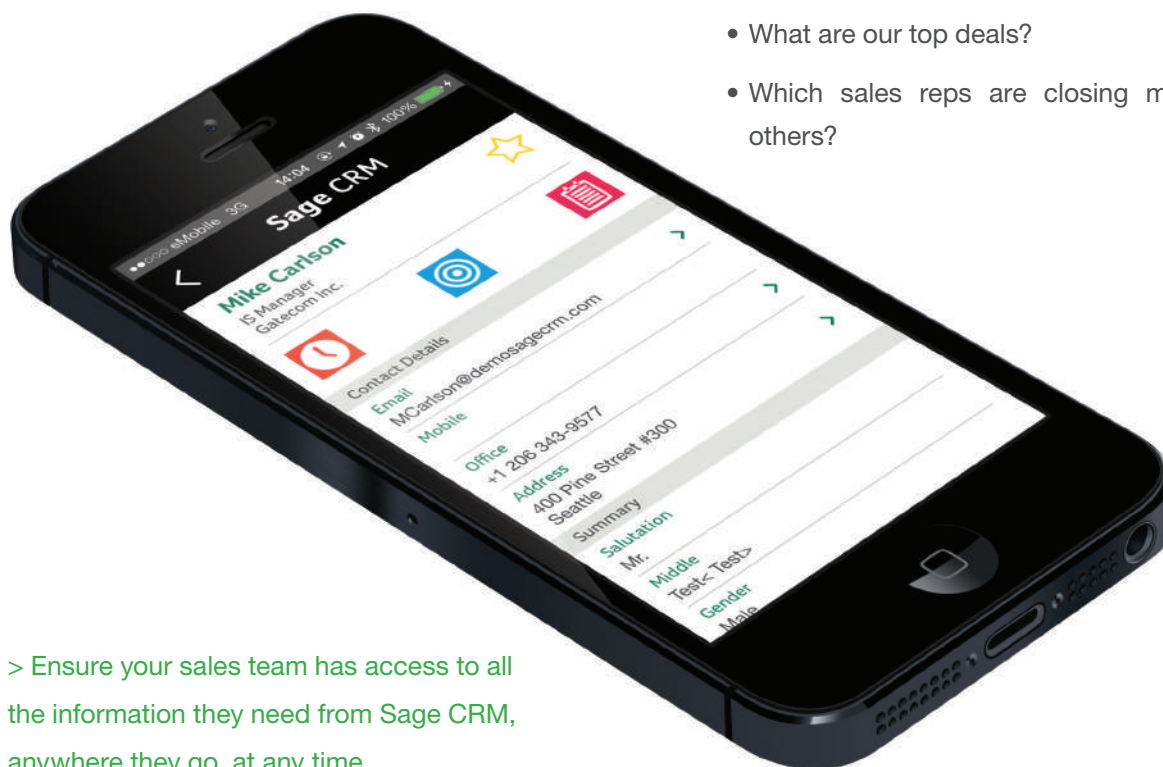 • What are our top deals?
• Which sales reps are closing
others?
●●○○○ eMobile 3G 14:04 100%
Sage CRM
Mike Carlson
IS Manager
Gatecom Inc.
Contact Details
Email
MCarlson@demosagecrm.com
Mobile
Office
+1 206 343-9577
Address
400 Pine Street #300
Seattle
Summary
Salutation
Mr.
Middle
Test< Test>
Gender
Male
> Ensure your sales team has access to all
the information they need from Sage CRM,
anywhere they go, at any time